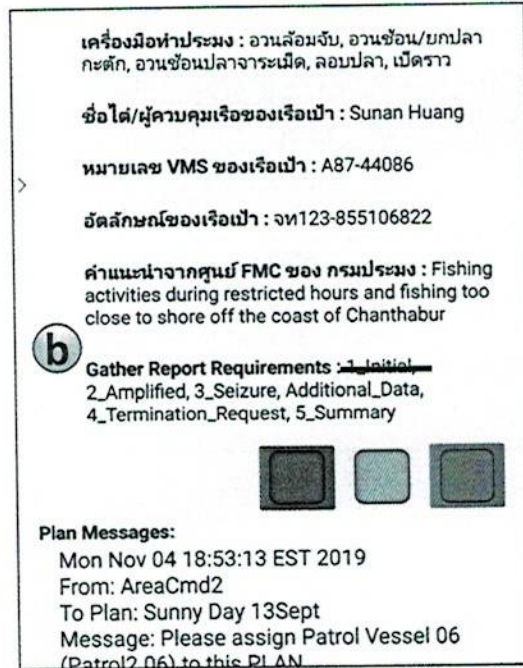 เครื่องมือทำประมง : อวนล้อมจับ, อวนช้อน/ยกปลา
กะตัก, อวนช้อนปลาจาระเม็ด, ลอบปลา, เบ็ดราว
ชื่อไต๋/ผู้ควบคุมเรือของเรือเป้า : Sunan Huang
หมายเลข VMS ของเรือเป้า : A87-44086
อัตลักษณ์ของเรือเป้า : จท123-855106822
คำแนะนำจากศูนย์ FMC ของ กรมประมง : Fishing
activities during restricted hours and fishing too
close to shore off the coast of Chanthabur
b
Gather Report Requirements : 1_Initial,
2_Amplified, 3_Seizure, Additional_Data,
4_Termination_Request, 5_Summary
Plan Messages:
Mon Nov 04 18:53:13 EST 2019
From: AreaCmd2
To Plan: Sunny Day 13Sept
Message: Please assign Patrol Vessel 06
(Patrol2.06) to this PLAN